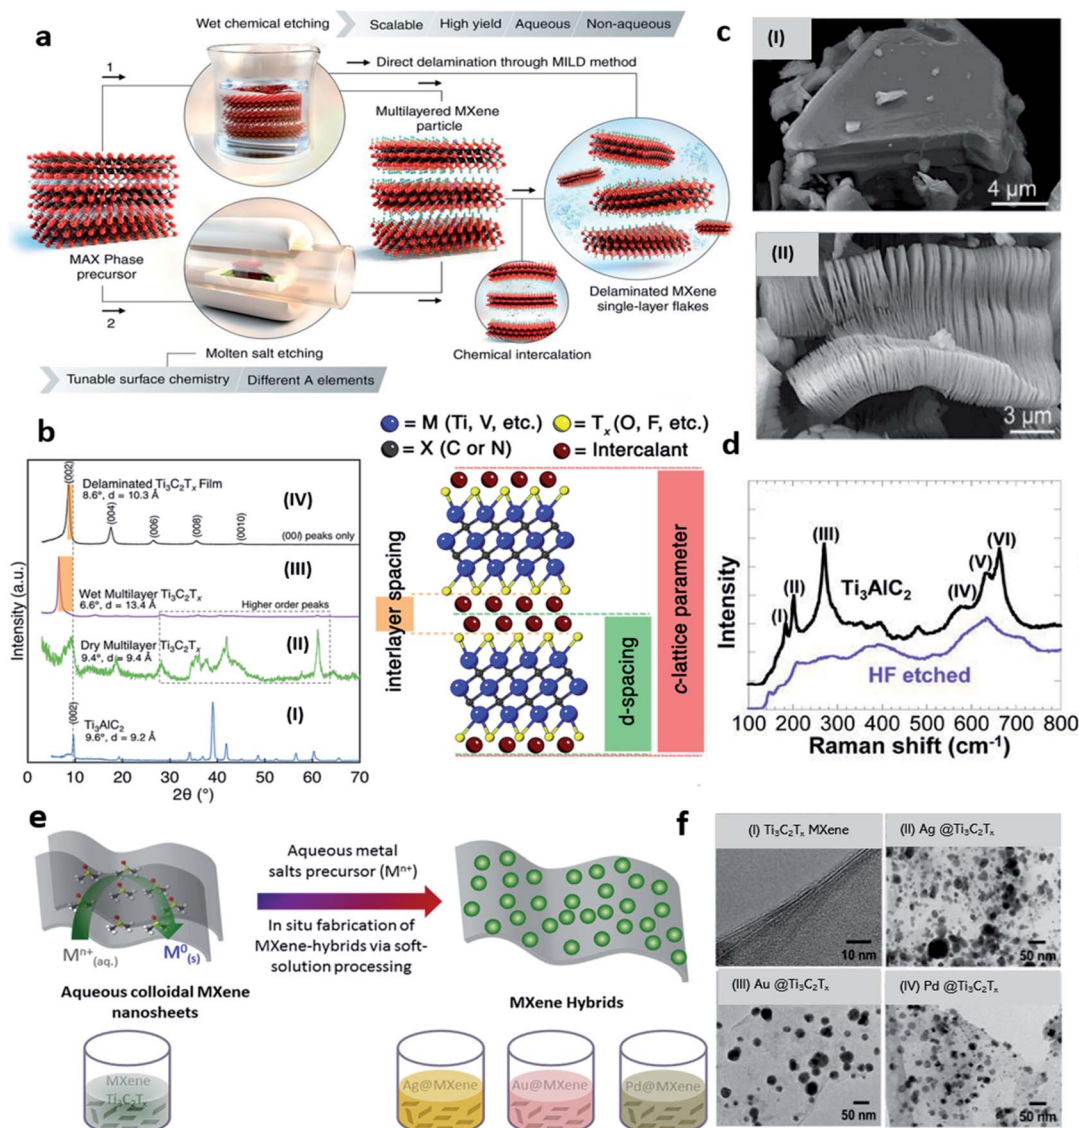 a
Wet chemical etching
Scalable
High yield
Aqueous
Non-aqueous
1
Direct delamination through MILD method
Multilayered MXene
particle
MAX Phase
precursor
2
Molten salt etching
Tunable surface chemistry
Different A elements
Chemical intercalation
Delaminated MXene
single-layer flakes
c
(I)
4 μm
(II)
3 μm
b
Intensity (a.u.)
(002)
Delaminated Ti₃C₂Tₓ Film
8.6°, d = 10.3 Å
(004)
(006)
(008)
(0010)
(IV)
(00l) peaks only
(III)
Wet Multilayer Ti₃C₂Tₓ
6.6°, d = 13.4 Å
Higher order peaks
Dry Multilayer Ti₃C₂Tₓ
9.4°, d = 9.4 Å
(II)
(002)
Ti₃AlC₂
9.6°, d = 9.2 Å
(I)
0 10 20 30 40 50 60 70
2θ (°)
= M (Ti, V, etc.)
= Tₓ(O, F, etc.)
= X (C or N)
= Intercalant
interlayer spacing
d-spacing
c-lattice parameter
d
Intensity
(I)
(II)
(III)
Ti₃AlC₂
(IV)
(V)
(VI)
HF etched
100 200 300 400 500 600 700 800
Raman shift (cm⁻¹)
e
Mⁿ⁺(aq.)
M⁰(s)
Aqueous metal
salts precursor (Mⁿ⁺)
In situ fabrication of
MXene-hybrids via soft-
solution processing
Aqueous colloidal MXene
nanosheets
MXene Hybrids
MXene
Ti₃C₂Tₓ
Ag@MXene
Au@MXene
Pd@MXene
f
(I) Ti₃C₂Tₓ MXene
10 nm
(II) Ag @Ti₃C₂Tₓ
50 nm
(III) Au @Ti₃C₂Tₓ
50 nm
(IV) Pd @Ti₃C₂Tₓ
50 nm